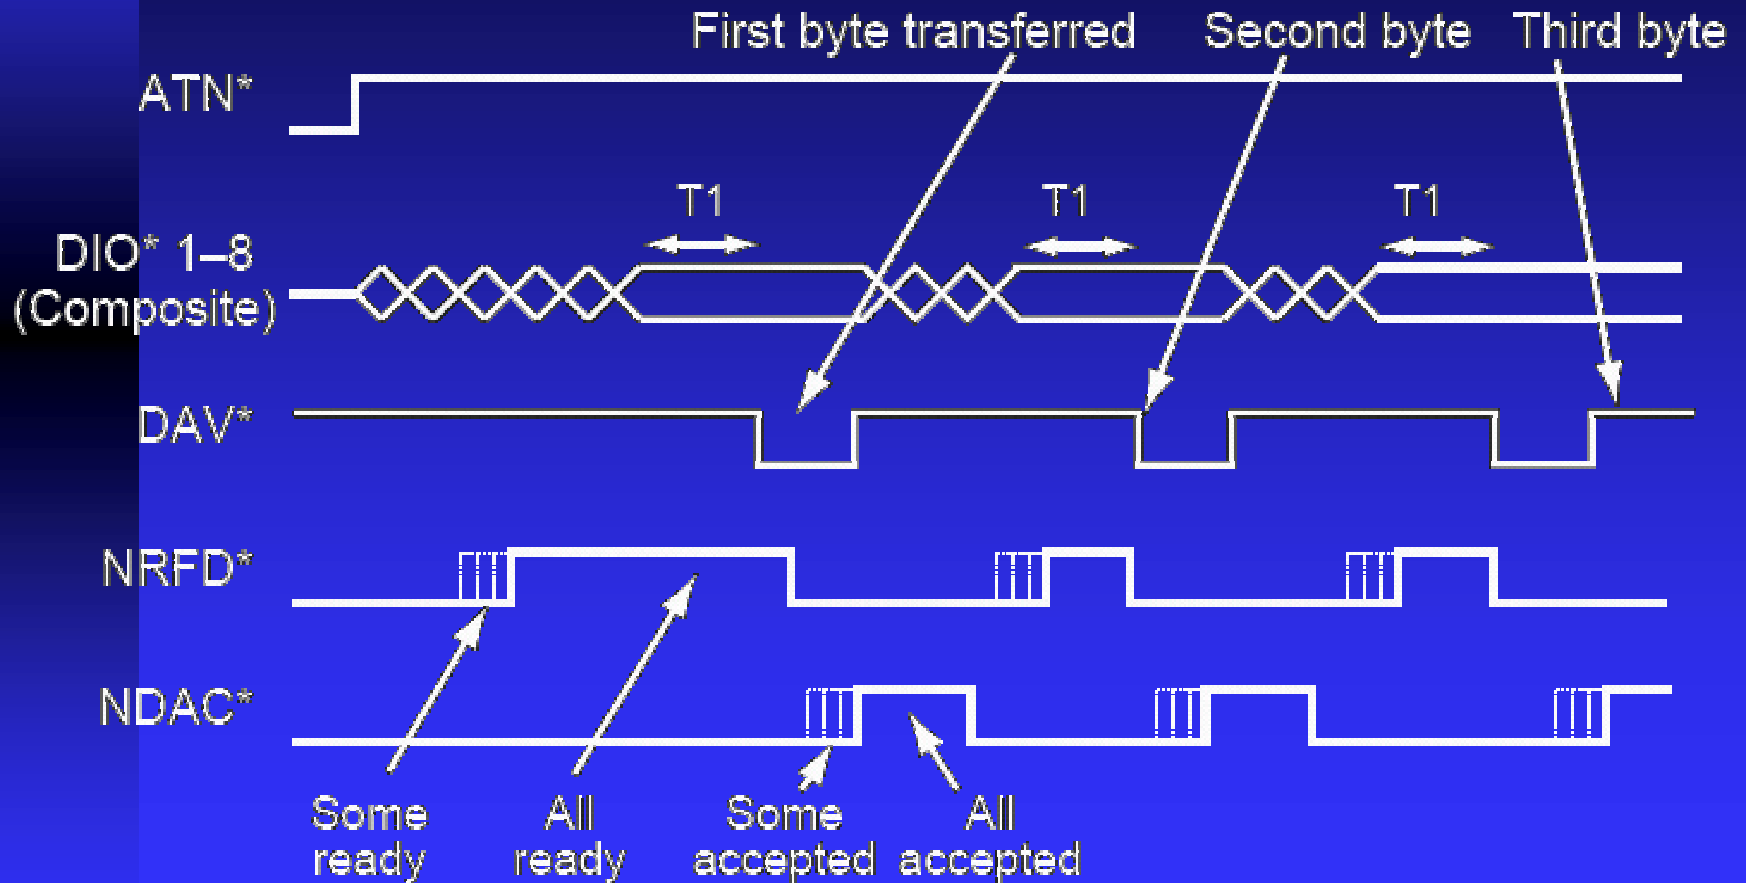 First byte transferred
Second byte
Third byte
ATN*
T1
T1
T1
DIO* 1–8
(Composite)
DAV*
NRFD*
NDAC*
Some
ready
All
ready
Some
accepted
All
accepted